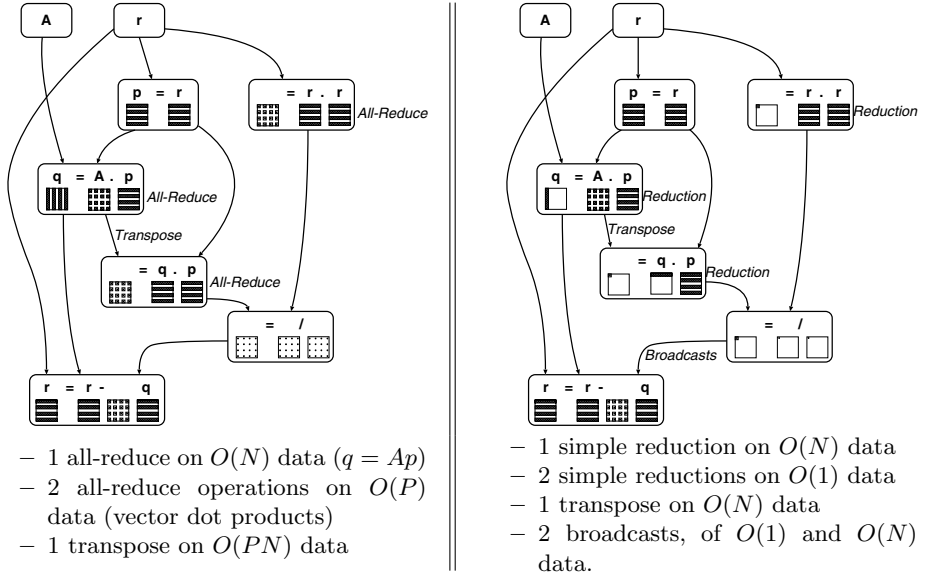 A
r
p = r
= r . r
All-Reduce
q = A . p
All-Reduce
Transpose
= q . p
All-Reduce
= /
r = r - q
– 1 all-reduce on O(N) data (q = Ap)
– 2 all-reduce operations on O(P)
data (vector dot products)
– 1 transpose on O(PN) data
A
r
p = r
= r . r
Reduction
q = A . p
Reduction
Transpose
= q . p
Reduction
= /
Broadcasts
r = r - q
– 1 simple reduction on O(N) data
– 2 simple reductions on O(1) data
– 1 transpose on O(N) data
– 2 broadcasts, of O(1) and O(N)
data.